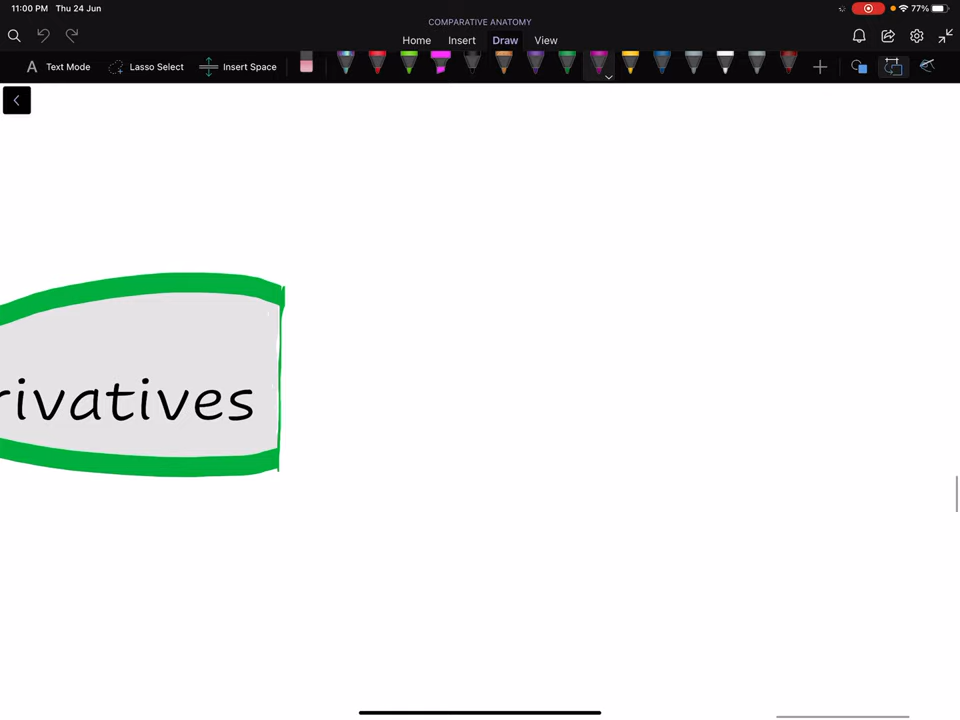 11:00 PM Thu 24 Jun
77%
COMPARATIVE ANATOMY
Home Insert Draw View
A Text Mode Lasso Select Insert Space
rivatives